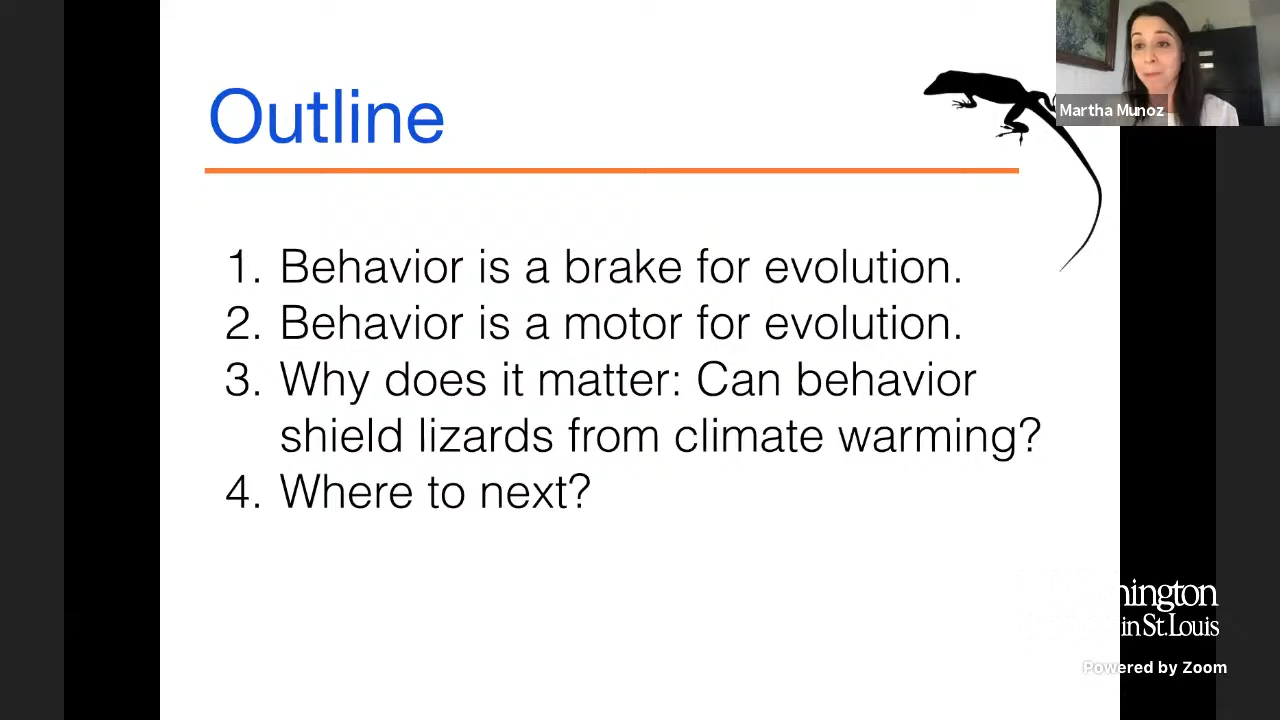 Outline
Martha Munoz
1. Behavior is a brake for evolution.
2. Behavior is a motor for evolution.
3. Why does it matter: Can behavior
shield lizards from climate warming?
4. Where to next?
in St.Louis
Powered by Zoom